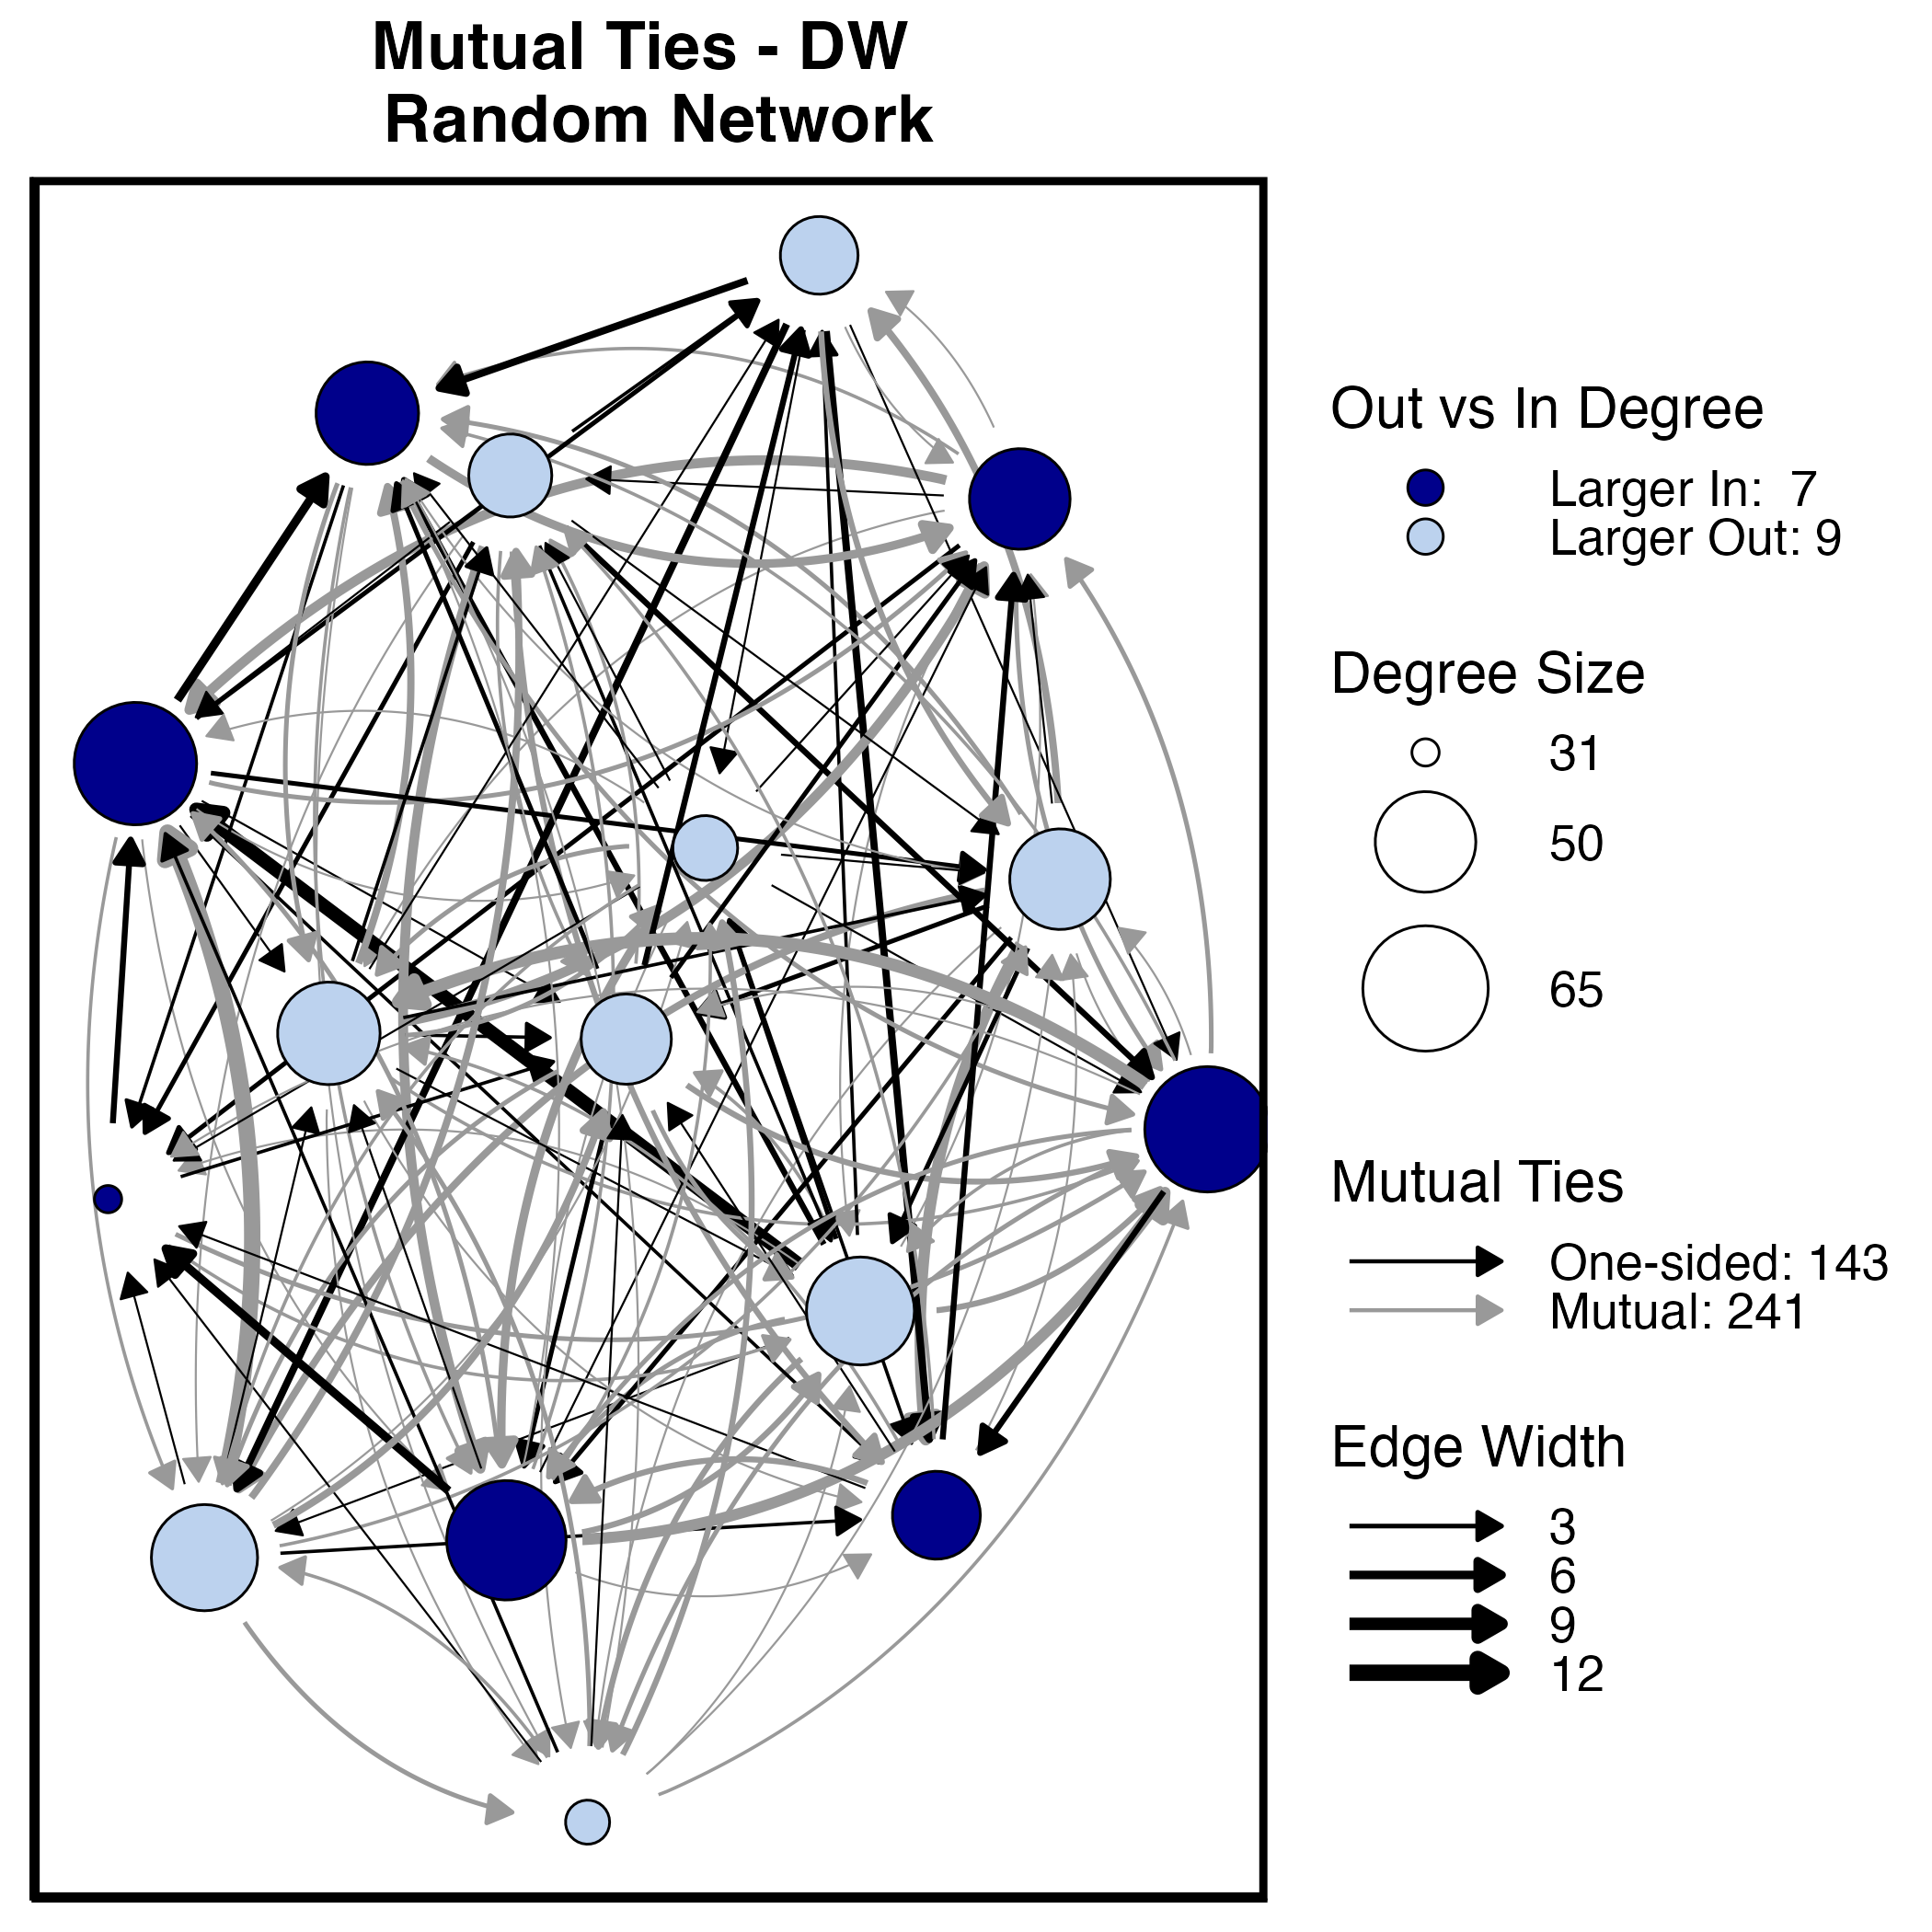 Mutual Ties - DW
Random Network
Out vs In Degree
Larger In: 7
Larger Out: 9
Degree Size
31
50
65
Mutual Ties
One-sided: 143
Mutual: 241
Edge Width
3
6
9
12